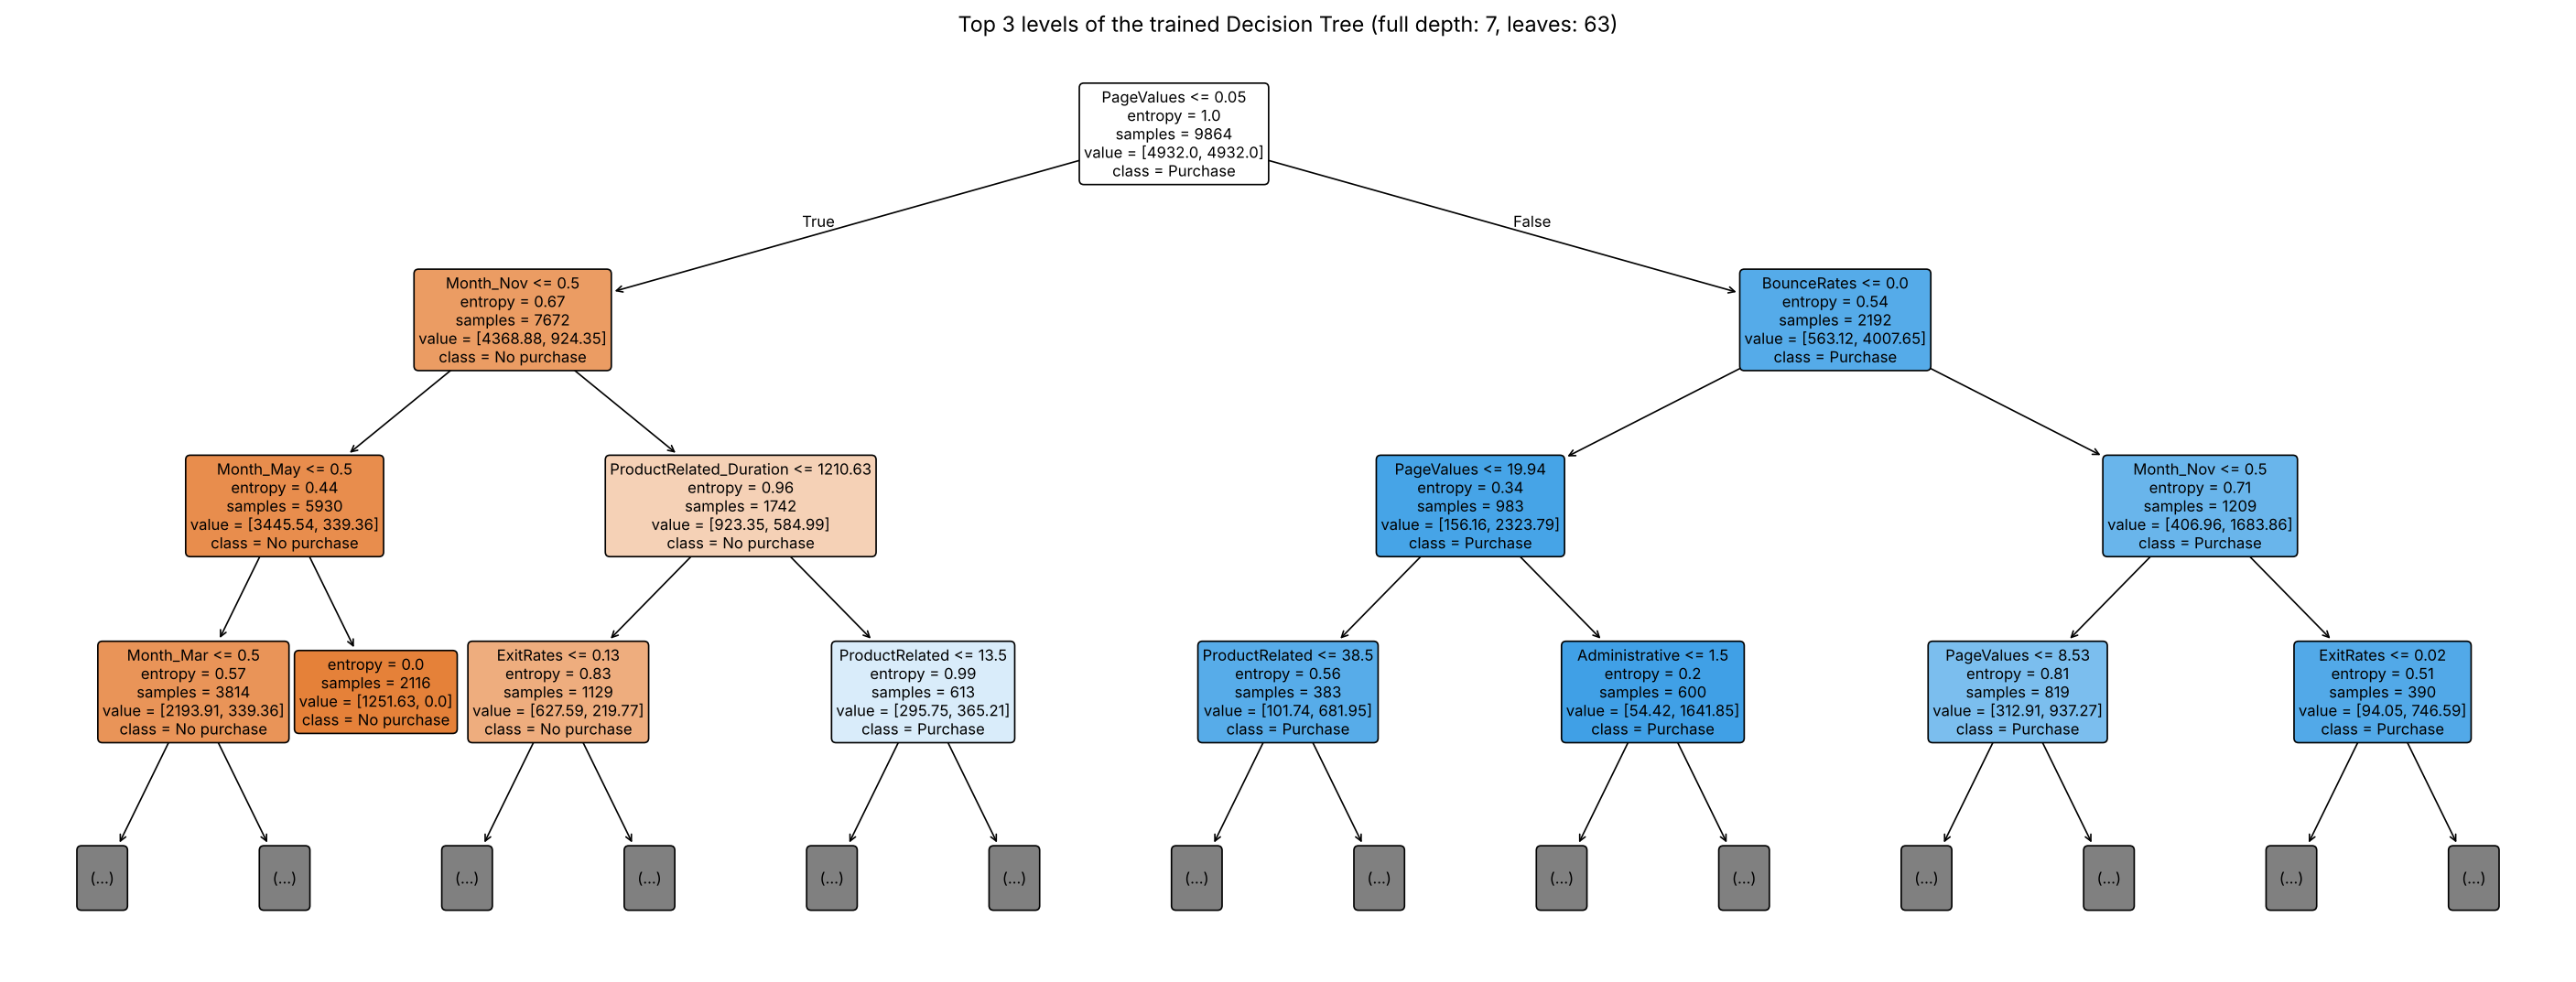 Top 3 levels of the trained Decision Tree (full depth: 7, leaves: 63)
PageValues <= 0.05
entropy = 1.0
samples = 9864
value = [4932.0, 4932.0]
class = Purchase
True
False
Month_Nov <= 0.5
entropy = 0.67
samples = 7672
value = [4368.88, 924.35]
class = No purchase
BounceRates <= 0.0
entropy = 0.54
samples = 2192
value = [563.12, 4007.65]
class = Purchase
Month_May <= 0.5
entropy = 0.44
samples = 5930
value = [3445.54, 339.36]
class = No purchase
ProductRelated_Duration <= 1210.63
entropy = 0.96
samples = 1742
value = [923.35, 584.99]
class = No purchase
PageValues <= 19.94
entropy = 0.34
samples = 983
value = [156.16, 2323.79]
class = Purchase
Month_Nov <= 0.5
entropy = 0.71
samples = 1209
value = [406.96, 1683.86]
class = Purchase
Month_Mar <= 0.5
entropy = 0.57
samples = 3814
value = [2193.91, 339.36]
class = No purchase
entropy = 0.0
samples = 2116
value = [1251.63, 0.0]
class = No purchase
ExitRates <= 0.13
entropy = 0.83
samples = 1129
value = [627.59, 219.77]
class = No purchase
ProductRelated <= 13.5
entropy = 0.99
samples = 613
value = [295.75, 365.21]
class = Purchase
ProductRelated <= 38.5
entropy = 0.56
samples = 383
value = [101.74, 681.95]
class = Purchase
Administrative <= 1.5
entropy = 0.2
samples = 600
value = [54.42, 1641.85]
class = Purchase
PageValues <= 8.53
entropy = 0.81
samples = 819
value = [312.91, 937.27]
class = Purchase
ExitRates <= 0.02
entropy = 0.51
samples = 390
value = [94.05, 746.59]
class = Purchase
(...)
(...)
(...)
(...)
(...)
(...)
(...)
(...)
(...)
(...)
(...)
(...)
(...)
(...)